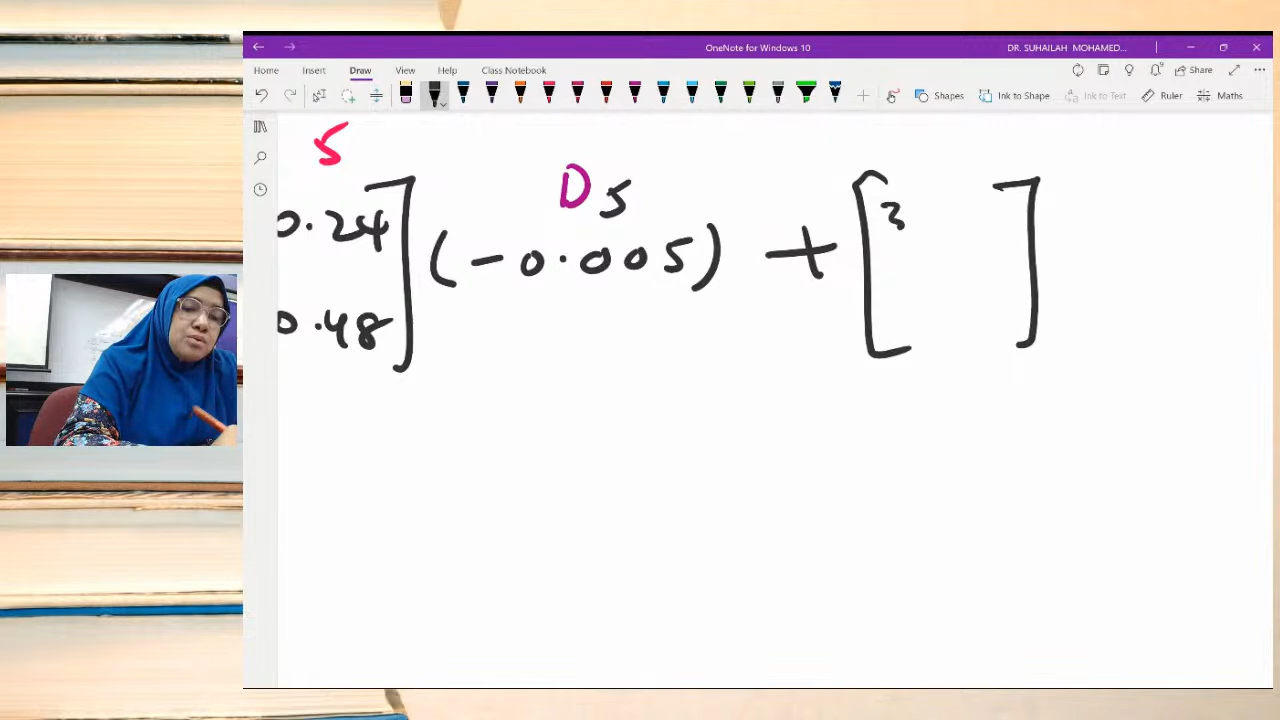 OneNote for Windows 10
DR. SUHAILAH MOHAMED...
Home Insert Draw View Help Class Notebook
Share
Shapes Ink to Shape Ink to Text Ruler Maths
5
D5
0.24
(-0.005) + [
3
]
0.48